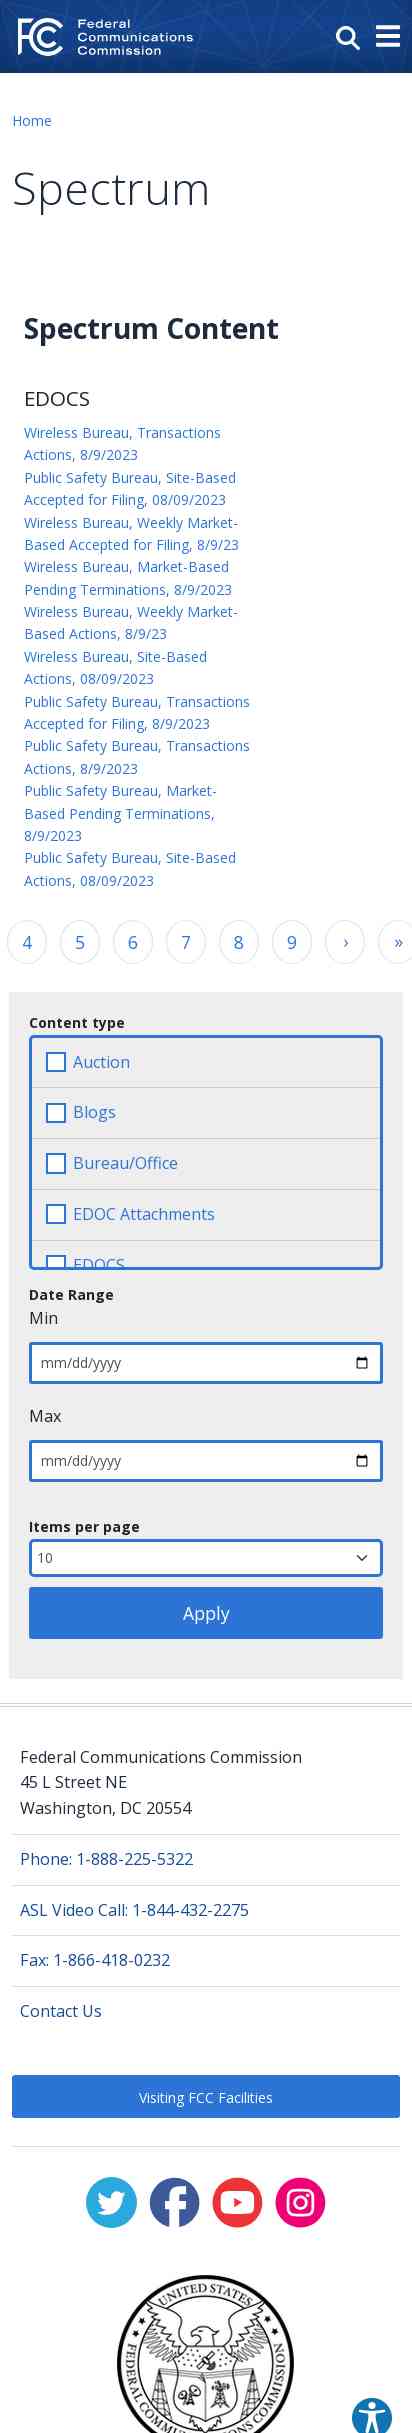 Federal
Communications
Commission
Home
Spectrum
Spectrum Content
EDOCS
Wireless Bureau, Transactions
Actions, 8/9/2023
Public Safety Bureau, Site-Based
Accepted for Filing, 08/09/2023
Wireless Bureau, Weekly Market-
Based Accepted for Filing, 8/9/23
Wireless Bureau, Market-Based
Pending Terminations, 8/9/2023
Wireless Bureau, Weekly Market-
Based Actions, 8/9/23
Wireless Bureau, Site-Based
Actions, 08/09/2023
Public Safety Bureau, Transactions
Accepted for Filing, 8/9/2023
Public Safety Bureau, Transactions
Actions, 8/9/2023
Public Safety Bureau, Market-
Based Pending Terminations,
8/9/2023
Public Safety Bureau, Site-Based
Actions, 08/09/2023
4 5 6 7 8 9 › »
Content type
Auction
Blogs
Bureau/Office
EDOC Attachments
EDOCS
Date Range
Min
mm/dd/yyyy
Max
mm/dd/yyyy
Items per page
10
Apply
Federal Communications Commission
45 L Street NE
Washington, DC 20554
Phone: 1-888-225-5322
ASL Video Call: 1-844-432-2275
Fax: 1-866-418-0232
Contact Us
Visiting FCC Facilities
UNITED STATES
FEDERAL COMMUNICATIONS COMMISSION